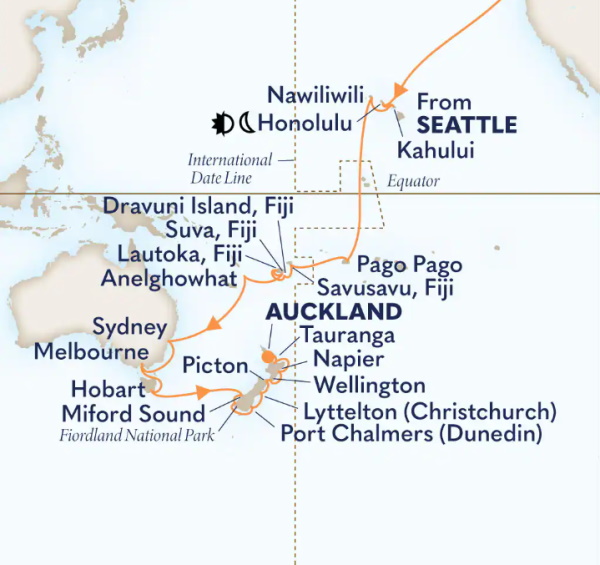 Nawiliwili
From
SEATTLE
Honolulu
Kahului
International
Date Line
Equator
Dravuni Island, Fiji
Suva, Fiji
Lautoka, Fiji
Anelghowhat
Pago Pago
Savusavu, Fiji
AUCKLAND
Sydney
Tauranga
Melbourne
Napier
Picton
Wellington
Hobart
Miford Sound
Lyttelton (Christchurch)
Fiordland National Park
Port Chalmers (Dunedin)